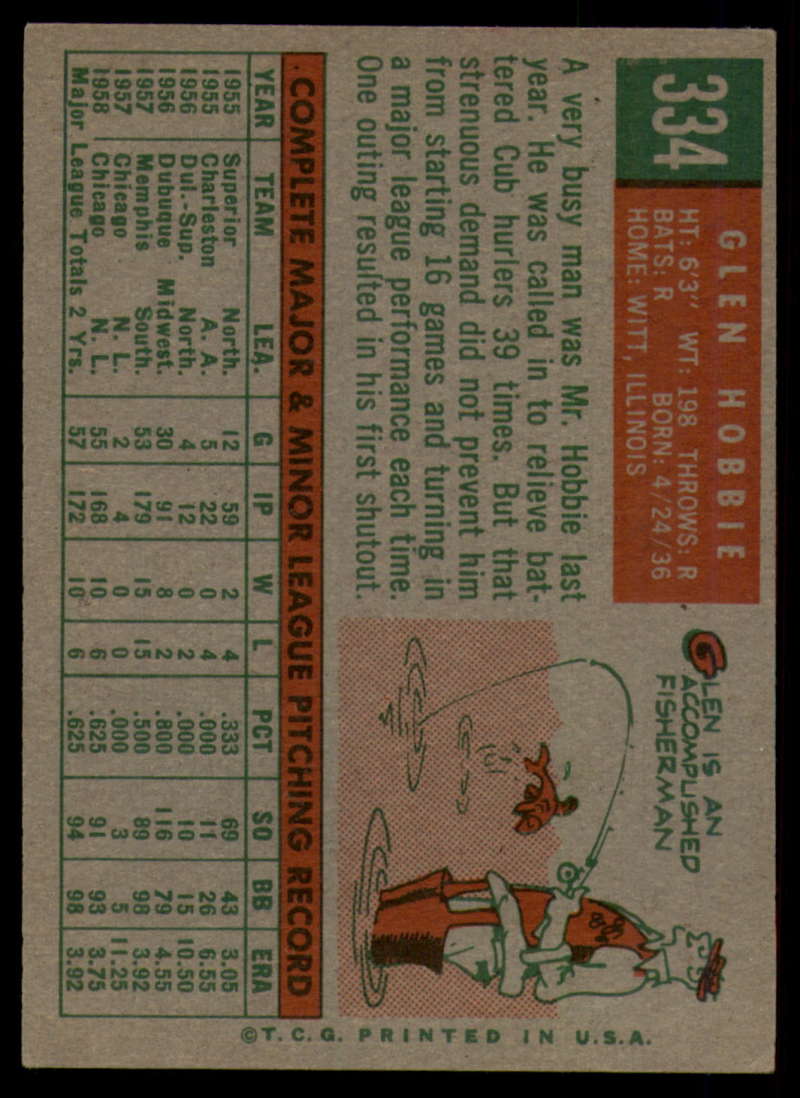 334
GLEN HOBBIE
HT: 6'3" WT: 198 THROWS: R
BATS: R BORN: 4/24/36
HOME: WITT, ILLINOIS
A very busy man was Mr. Hobbie last
year. He was called in to relieve bat-
tered Cub hurlers 39 times. But that
strenuous demand did not prevent him
from starting 16 games and turning in
a major league performance each time.
One outing resulted in his first shutout.
GLEN IS AN
ACCOMPLISHED
FISHERMAN
COMPLETE MAJOR & MINOR LEAGUE PITCHING RECORD
YEAR TEAM LEA. G IP W L PCT SO BB ERA
1955 Superior North. 12 59 2 4 .333 69 43 3.05
1955 Charleston A. A. 5 22 0 4 .000 11 26 6.55
1956 Dul.-Sup. North. 4 12 0 2 .000 10 15 10.50
1956 Dubuque Midwest. 30 91 8 2 .800 116 79 4.55
1957 Memphis South. 53 179 15 15 .500 89 98 3.92
1957 Chicago N. L. 2 4 0 0 .000 3 5 11.25
1958 Chicago N. L. 55 168 10 6 .625 91 93 3.75
Major League Totals 2 Yrs. 57 172 10 6 .625 94 98 3.92
©T.C.G. PRINTED IN U.S.A.